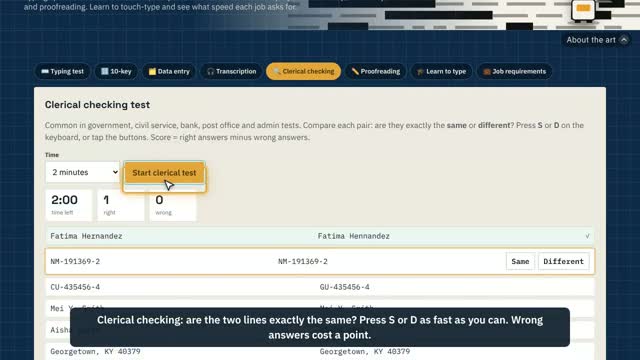 and proofreading. Learn to touch-type and see what speed each job asks for.
About the art
Typing test
10-key
Data entry
Transcription
Clerical checking
Proofreading
Learn to type
Job requirements
Clerical checking test
Common in government, civil service, bank, post office and admin tests. Compare each pair: are they exactly the same or different? Press S or D on the
keyboard, or tap the buttons. Score = right answers minus wrong answers.
Time
2 minutes
Start clerical test
2:00
time left
1
right
0
wrong
Fatima Hernandez Fatima Hennandez √
NM-191369-2 NM-191369-2 Same Different
CU-435456-4 GU-435456-4
Clerical checking: are the two lines exactly the same? Press S or D as fast as you can. Wrong
answers cost a point.
Georgetown, KY 40379 Georgetown, KY 40379